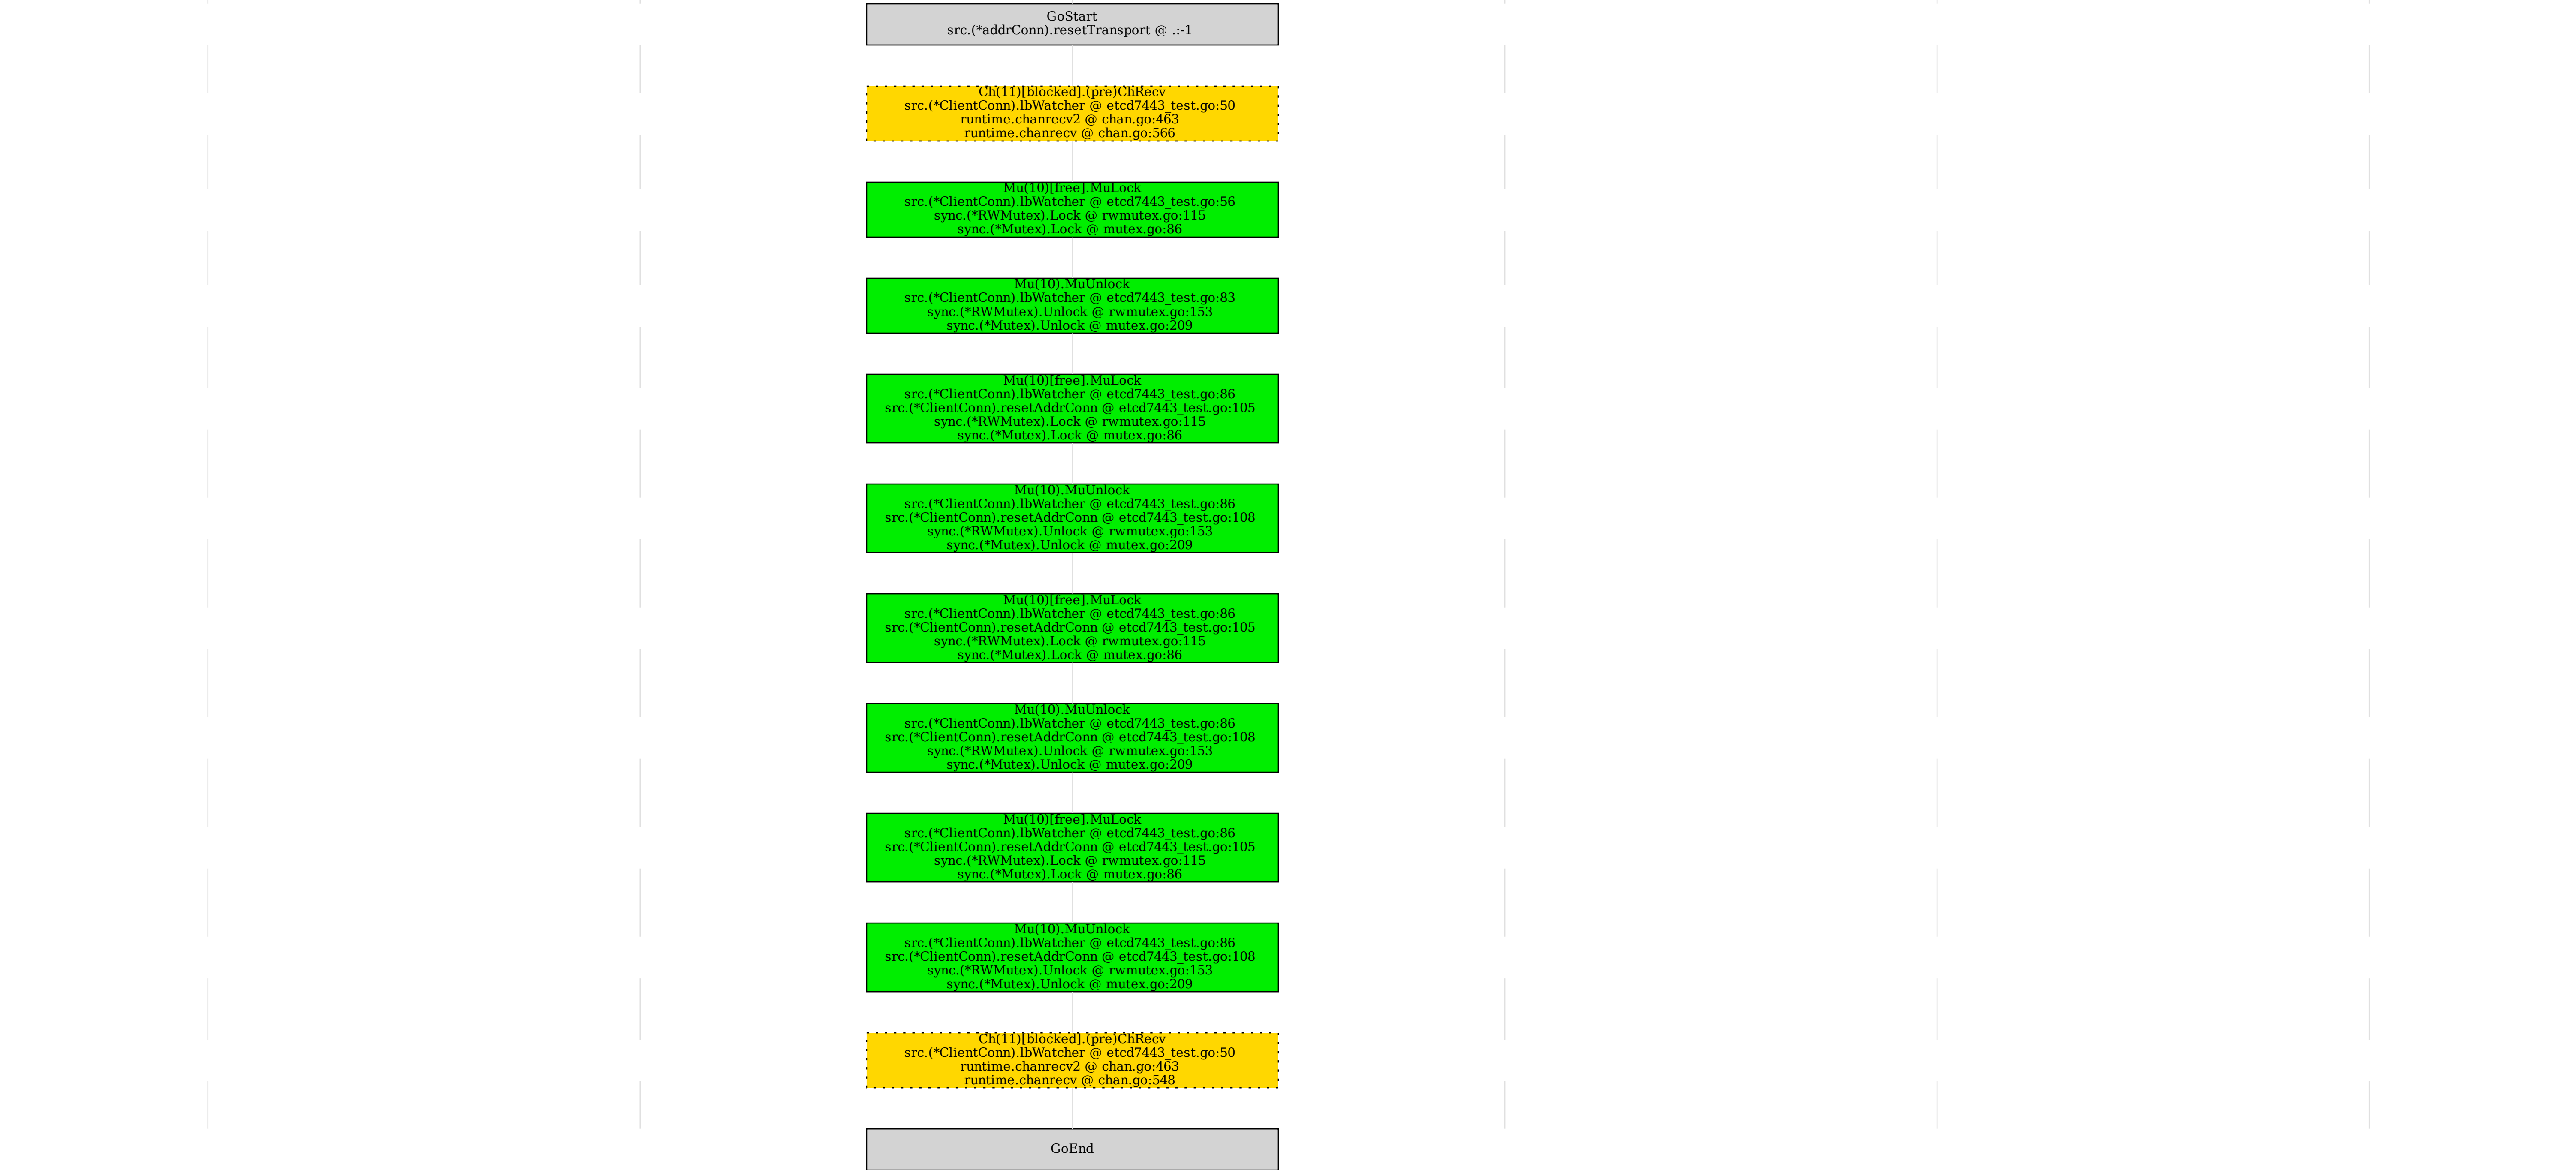 GoStart
src.(*addrConn).resetTransport @ .:-1
Ch(11)[blocked].(pre)ChRecv
src.(*ClientConn).lbWatcher @ etcd7443_test.go:50
runtime.chanrecv2 @ chan.go:463
runtime.chanrecv @ chan.go:566
Mu(10)[free].MuLock
src.(*ClientConn).lbWatcher @ etcd7443_test.go:56
sync.(*RWMutex).Lock @ rwmutex.go:115
sync.(*Mutex).Lock @ mutex.go:86
Mu(10).MuUnlock
src.(*ClientConn).lbWatcher @ etcd7443_test.go:83
sync.(*RWMutex).Unlock @ rwmutex.go:153
sync.(*Mutex).Unlock @ mutex.go:209
Mu(10)[free].MuLock
src.(*ClientConn).lbWatcher @ etcd7443_test.go:86
src.(*ClientConn).resetAddrConn @ etcd7443_test.go:105
sync.(*RWMutex).Lock @ rwmutex.go:115
sync.(*Mutex).Lock @ mutex.go:86
Mu(10).MuUnlock
src.(*ClientConn).lbWatcher @ etcd7443_test.go:86
src.(*ClientConn).resetAddrConn @ etcd7443_test.go:108
sync.(*RWMutex).Unlock @ rwmutex.go:153
sync.(*Mutex).Unlock @ mutex.go:209
Mu(10)[free].MuLock
src.(*ClientConn).lbWatcher @ etcd7443_test.go:86
src.(*ClientConn).resetAddrConn @ etcd7443_test.go:105
sync.(*RWMutex).Lock @ rwmutex.go:115
sync.(*Mutex).Lock @ mutex.go:86
Mu(10).MuUnlock
src.(*ClientConn).lbWatcher @ etcd7443_test.go:86
src.(*ClientConn).resetAddrConn @ etcd7443_test.go:108
sync.(*RWMutex).Unlock @ rwmutex.go:153
sync.(*Mutex).Unlock @ mutex.go:209
Mu(10)[free].MuLock
src.(*ClientConn).lbWatcher @ etcd7443_test.go:86
src.(*ClientConn).resetAddrConn @ etcd7443_test.go:105
sync.(*RWMutex).Lock @ rwmutex.go:115
sync.(*Mutex).Lock @ mutex.go:86
Mu(10).MuUnlock
src.(*ClientConn).lbWatcher @ etcd7443_test.go:86
src.(*ClientConn).resetAddrConn @ etcd7443_test.go:108
sync.(*RWMutex).Unlock @ rwmutex.go:153
sync.(*Mutex).Unlock @ mutex.go:209
Ch(11)[blocked].(pre)ChRecv
src.(*ClientConn).lbWatcher @ etcd7443_test.go:50
runtime.chanrecv2 @ chan.go:463
runtime.chanrecv @ chan.go:548
GoEnd